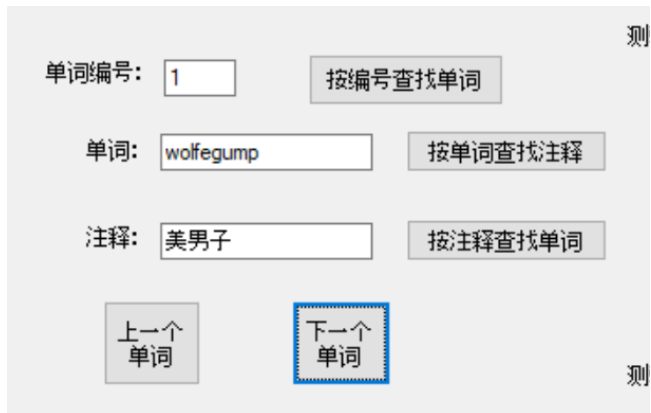 测
单词编号: 1 按编号查找单词
单词: wolfegump 按单词查找注释
注释: 美男子 按注释查找单词
上一个 下一个
单词 单词
测